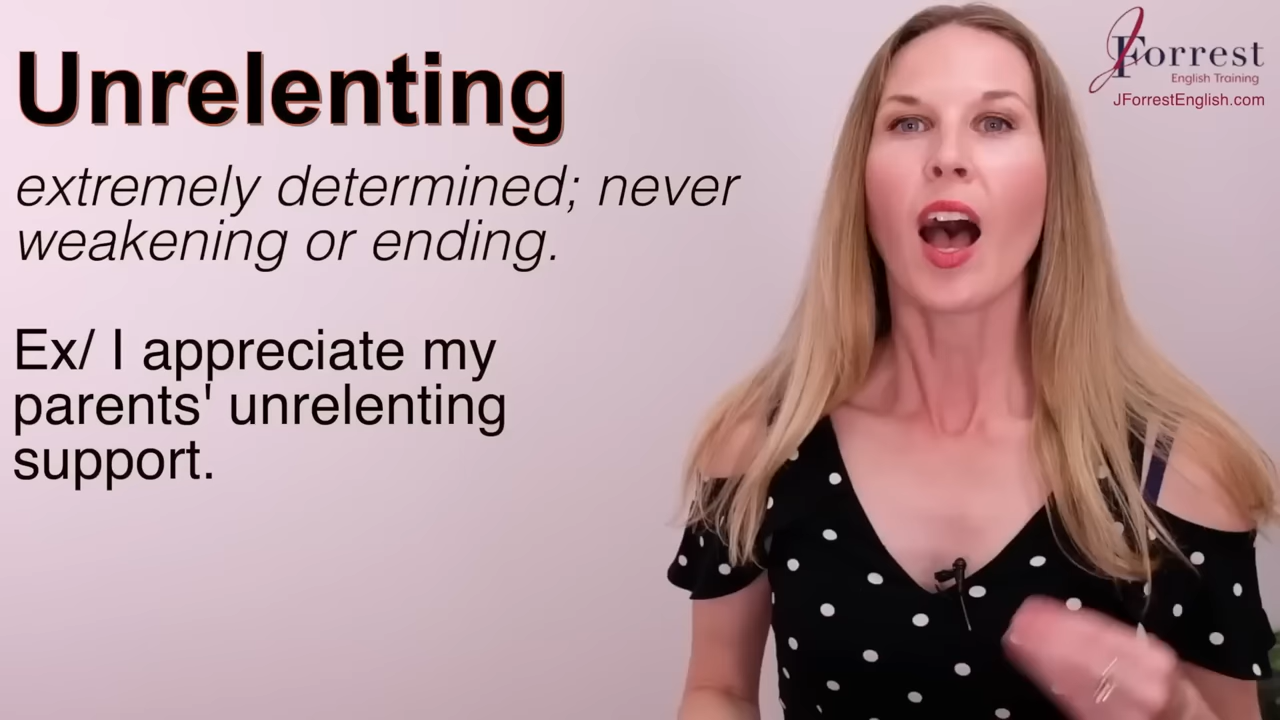 Unrelenting
extremely determined; never
weakening or ending.
Ex/ I appreciate my
parents' unrelenting
support.
JForrest
English Training
JForrestEnglish.com